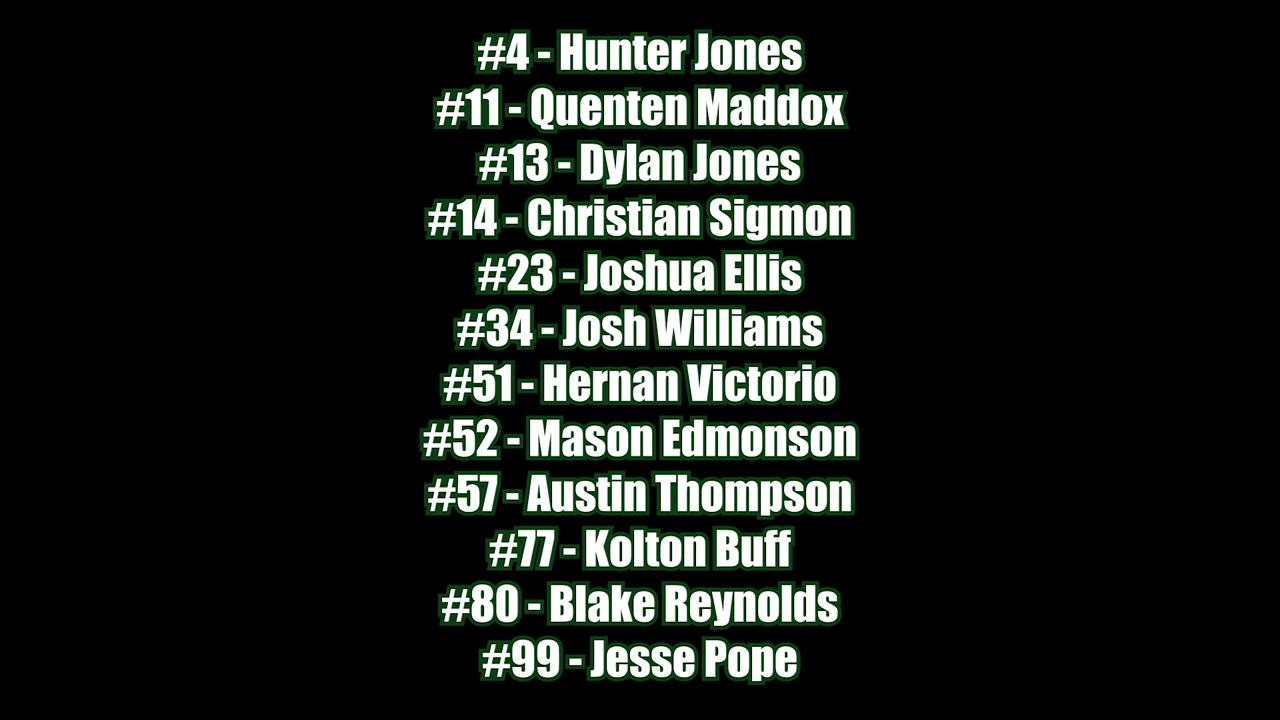 #4 - Hunter Jones
#11 - Quenten Maddox
#13 - Dylan Jones
#14 - Christian Sigmon
#23 - Joshua Ellis
#34 - Josh Williams
#51 - Hernan Victorio
#52 - Mason Edmonson
#57 - Austin Thompson
#77 - Kolton Buff
#80 - Blake Reynolds
#99 - Jesse Pope